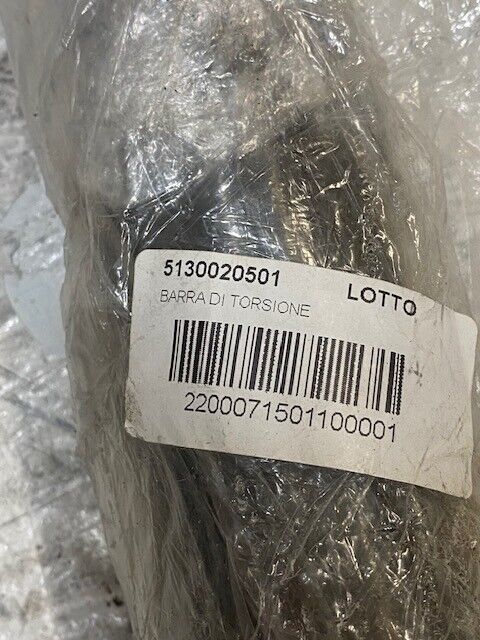 5130020501 LOTTO
BARRA DI TORSIONE
2200071501100001